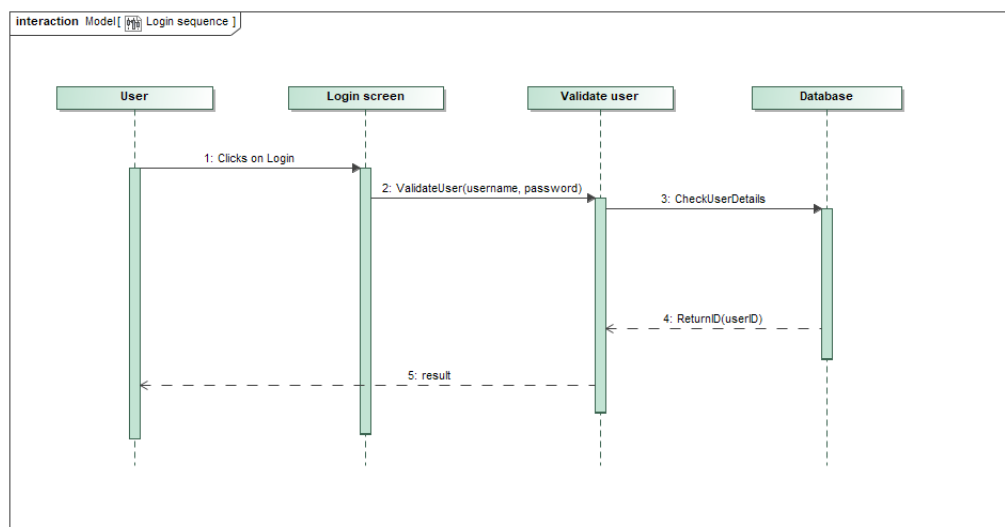 interaction Model[ Login sequence ]
User
Login screen
Validate user
Database
1: Clicks on Login
2: ValidateUser(username, password)
3: CheckUserDetails
4: ReturnID(userID)
5: result